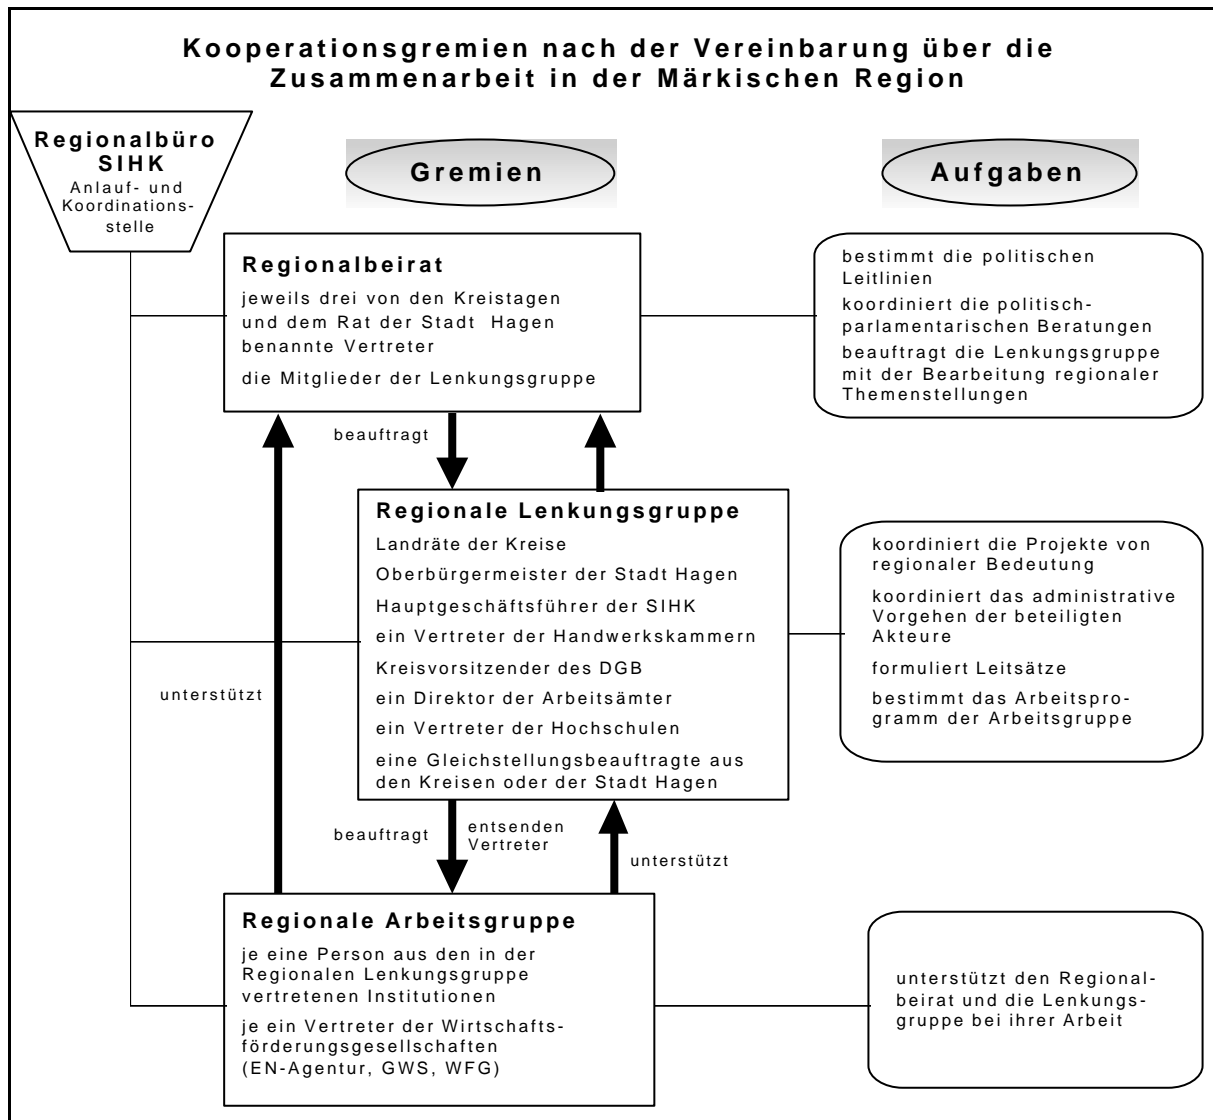 Kooperationsgremien nach der Vereinbarung über die
Zusammenarbeit in der Märkischen Region
Regionalbüro
SIHK
Anlauf- und
Koordinations-
stelle
Gremien
Aufgaben
Regionalbeirat
jeweils drei von den Kreistagen
und dem Rat der Stadt Hagen
benannte Vertreter
die Mitglieder der Lenkungsgruppe
bestimmt die politischen
Leitlinien
koordiniert die politisch-
parlamentarischen Beratungen
beauftragt die Lenkungsgruppe
mit der Bearbeitung regionaler
Themenstellungen
beauftragt
Regionale Lenkungsgruppe
Landräte der Kreise
Oberbürgermeister der Stadt Hagen
Hauptgeschäftsführer der SIHK
ein Vertreter der Handwerkskammern
Kreisvorsitzender des DGB
ein Direktor der Arbeitsämter
ein Vertreter der Hochschulen
eine Gleichstellungsbeauftragte aus
den Kreisen oder der Stadt Hagen
koordiniert die Projekte von
regionaler Bedeutung
koordiniert das administrative
Vorgehen der beteiligten
Akteure
formuliert Leitsätze
bestimmt das Arbeitspro-
gramm der Arbeitsgruppe
unterstützt
beauftragt
entsenden
Vertreter
unterstützt
Regionale Arbeitsgruppe
je eine Person aus den in der
Regionalen Lenkungsgruppe
vertretenen Institutionen
je ein Vertreter der Wirtschafts-
förderungsgesellschaften
(EN-Agentur, GWS, WFG)
unterstützt den Regional-
beirat und die Lenkungs-
gruppe bei ihrer Arbeit